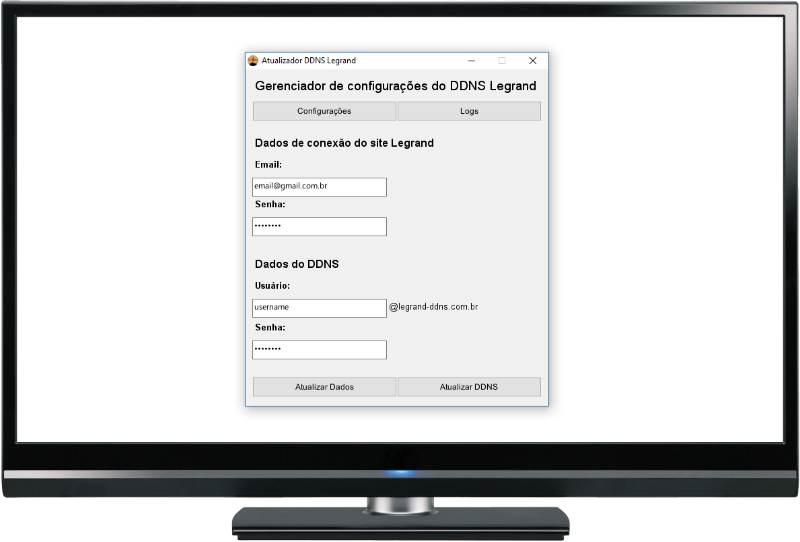 Atualizador DDNS Legrand
Gerenciador de configurações do DDNS Legrand
Configurações Logs
Dados de conexão do site Legrand
Email:
email@gmail.com.br
Senha:
••••••••
Dados do DDNS
Usuário:
username @legrand-ddns.com.br
Senha:
••••••••
Atualizar Dados Atualizar DDNS